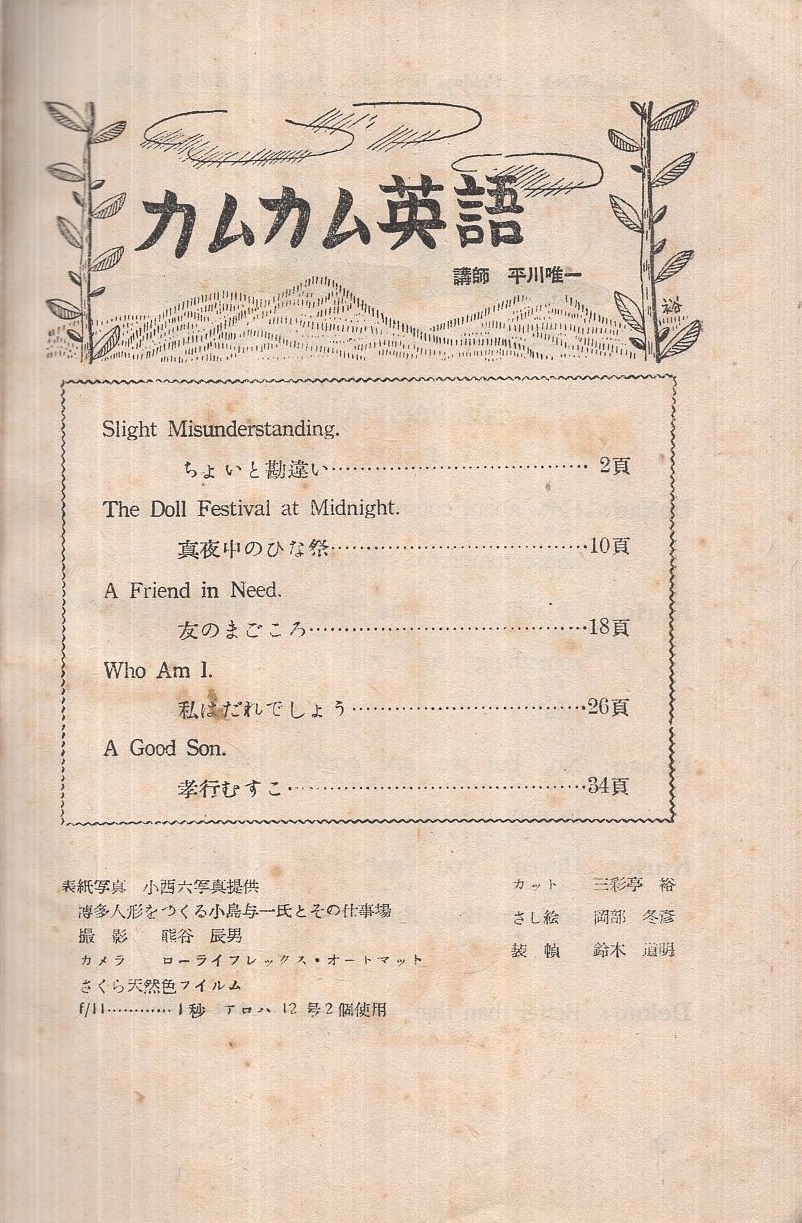 カムカム英語
講師 平川唯一
裕
Slight Misunderstanding.
ちょいと勘違い…………………………… 2頁
The Doll Festival at Midnight.
真夜中のひな祭……………………………10頁
A Friend in Need.
友のまごころ………………………………18頁
Who Am I.
私はだれでしょう…………………………26頁
A Good Son.
孝行むすこ…………………………………34頁
表紙写真 小西六写真提供
博多人形をつくる小島与一氏とその仕事場
撮 影 熊谷 辰男
カメラ ローライフレックス・オートマット
さくら天然色フイルム
f/11…………1秒 アロハ 12号2個使用
カット 三彩亭 裕
さし絵 岡部 冬彦
装 幀 鈴木 道明